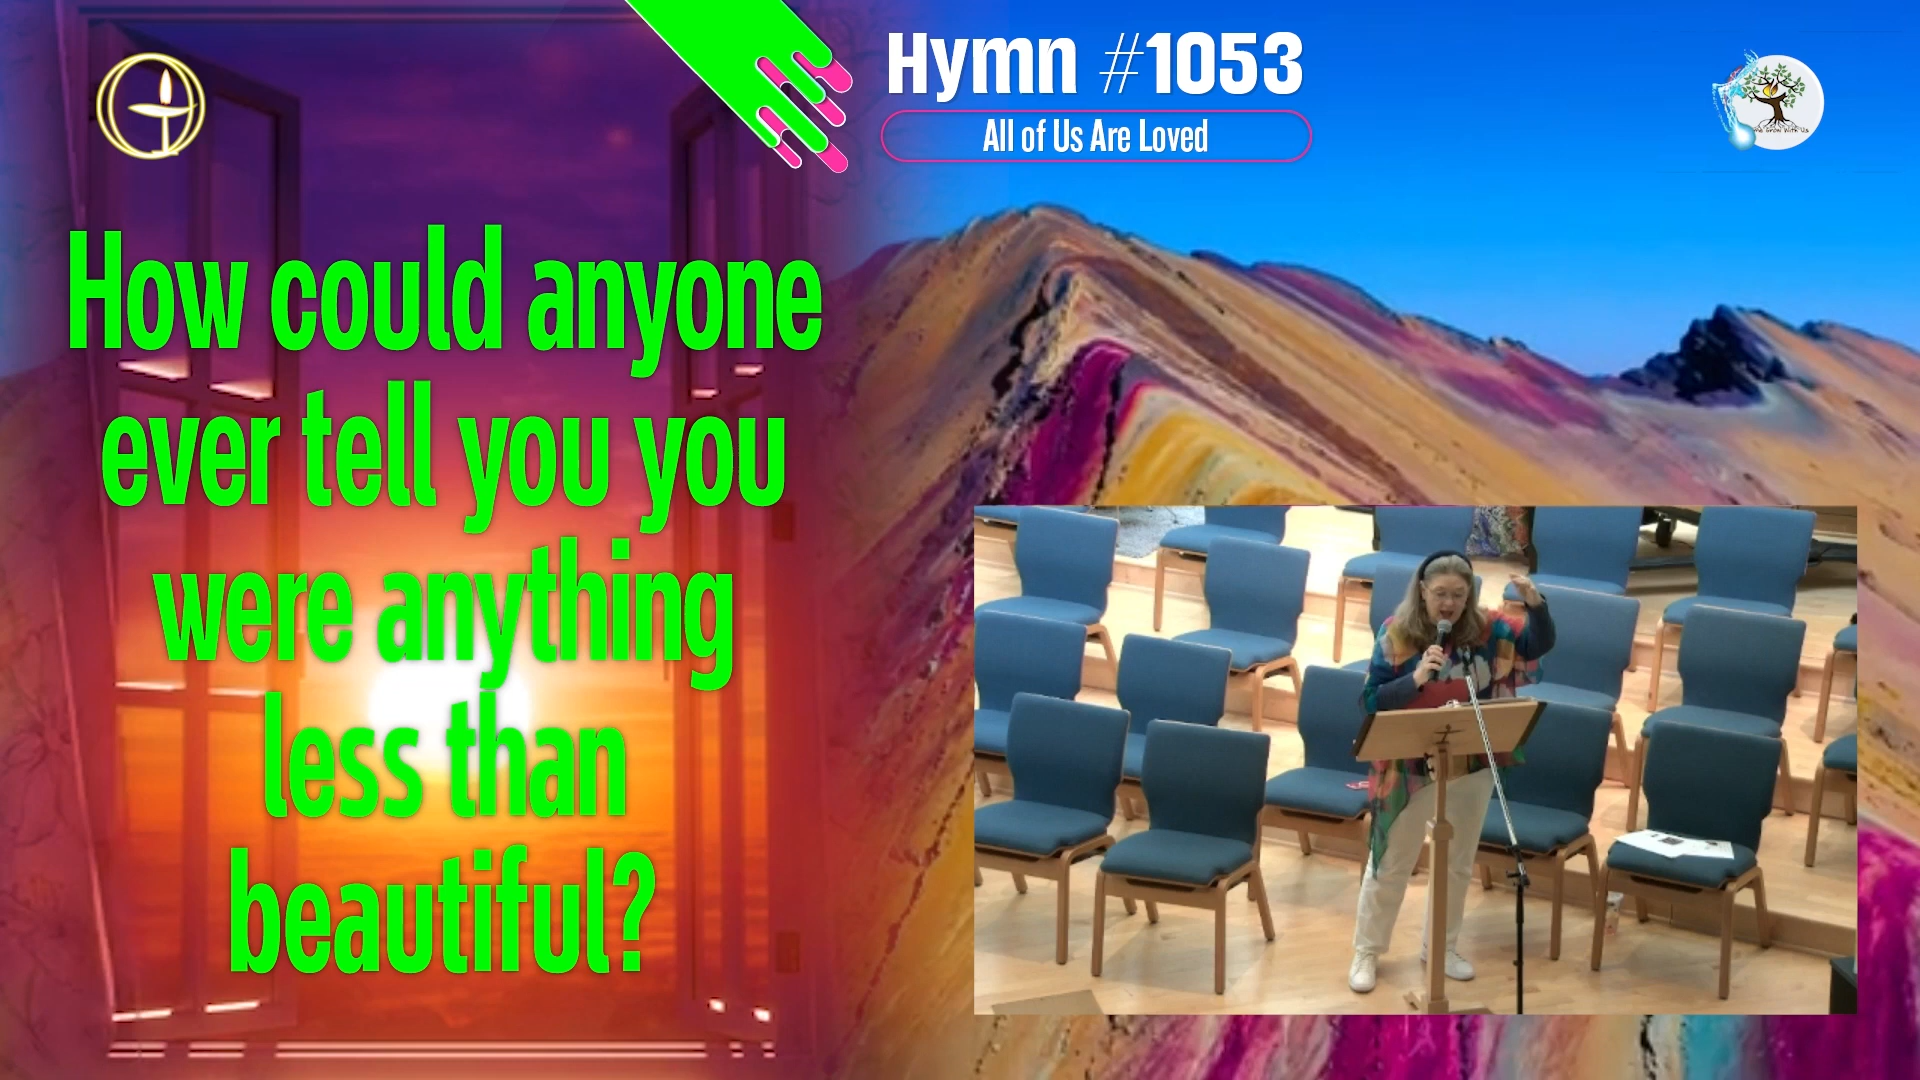 Hymn #1053
All of Us Are Loved
How could anyone
ever tell you you
were anything
less than
beautiful?